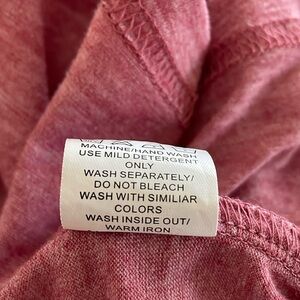 MACHINE/HAND WASH
USE MILD DETERGENT
ONLY
WASH SEPARATELY/
DO NOT BLEACH
WASH WITH SIMILIAR
COLORS
WASH INSIDE OUT/
WARM IRON